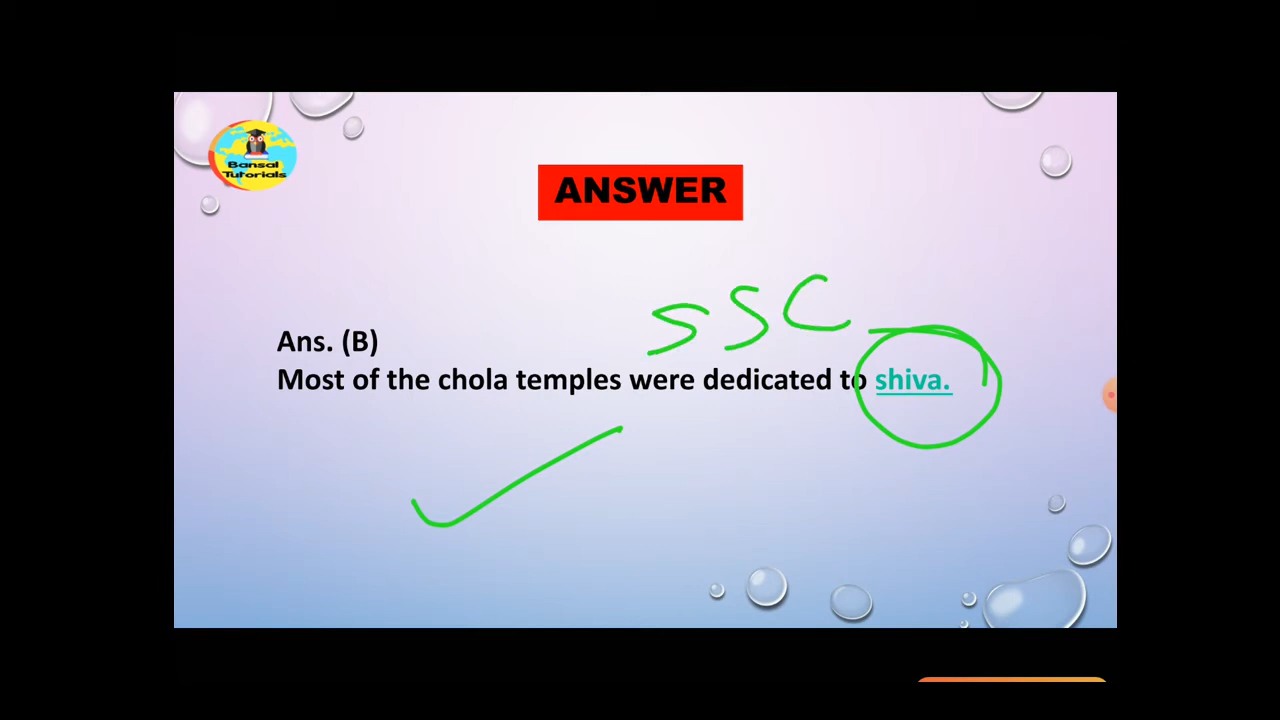 Bansal
Tutorials
ANSWER
SSC
Ans. (B)
Most of the chola temples were dedicated to shiva.